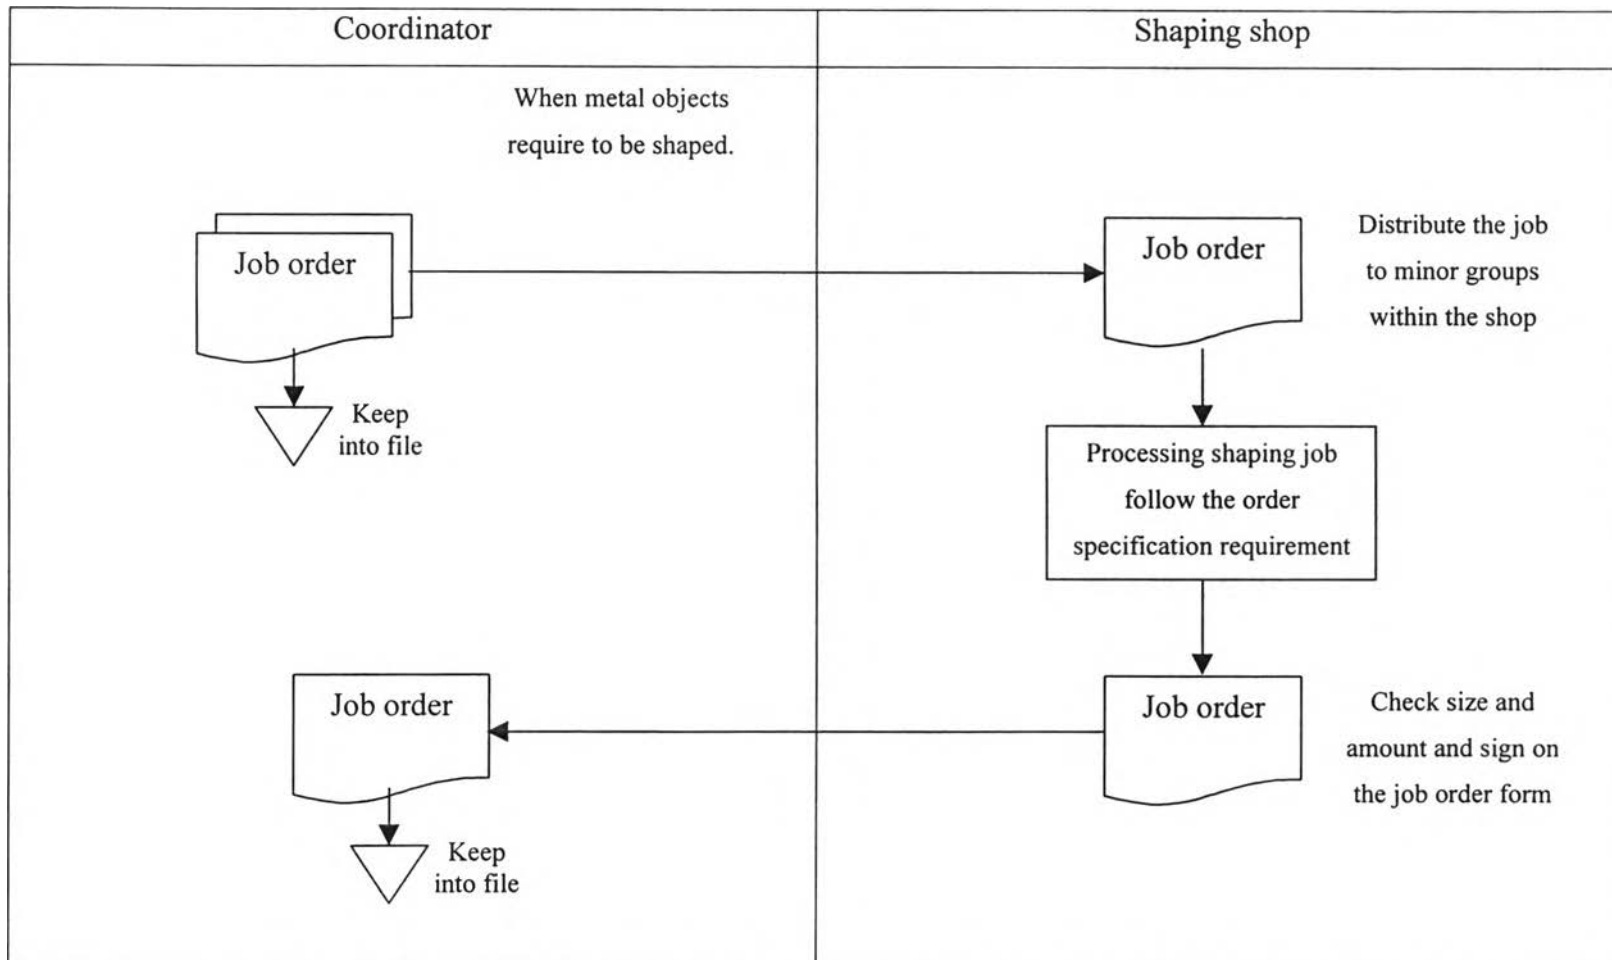 Coordinator
Shaping shop
When metal objects
require to be shaped.
Job order
Job order
Distribute the job
to minor groups
within the shop
Keep
into file
Processing shaping job
follow the order
specification requirement
Job order
Job order
Check size and
amount and sign on
the job order form
Keep
into file